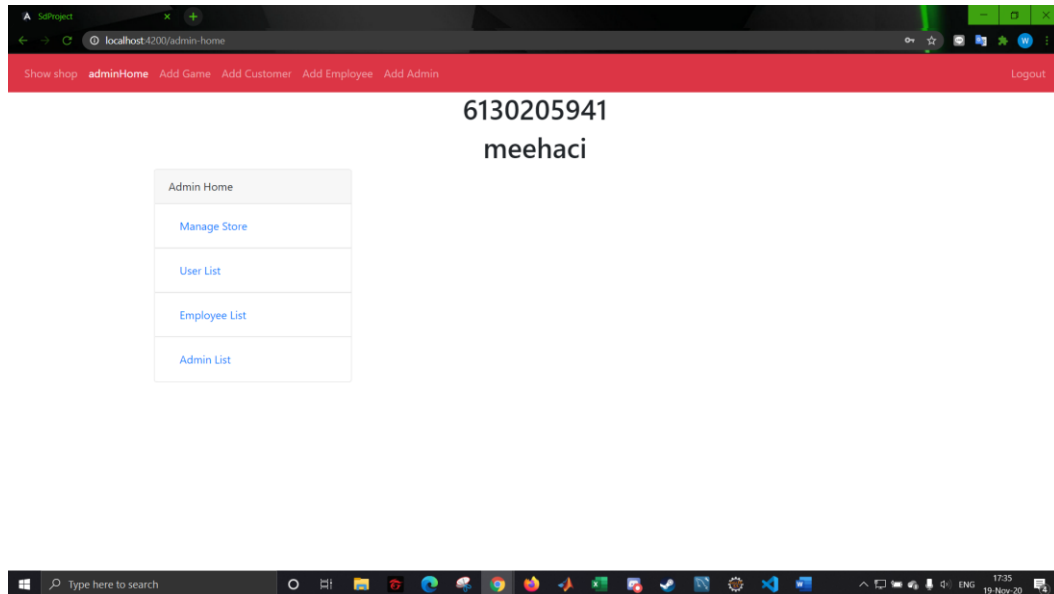 SdProject
localhost:4200/admin-home
W
Show shop adminHome Add Game Add Customer Add Employee Add Admin Logout
6130205941
meehaci
Admin Home
Manage Store
User List
Employee List
Admin List
Type here to search
ENG
17:35
19-Nov-20